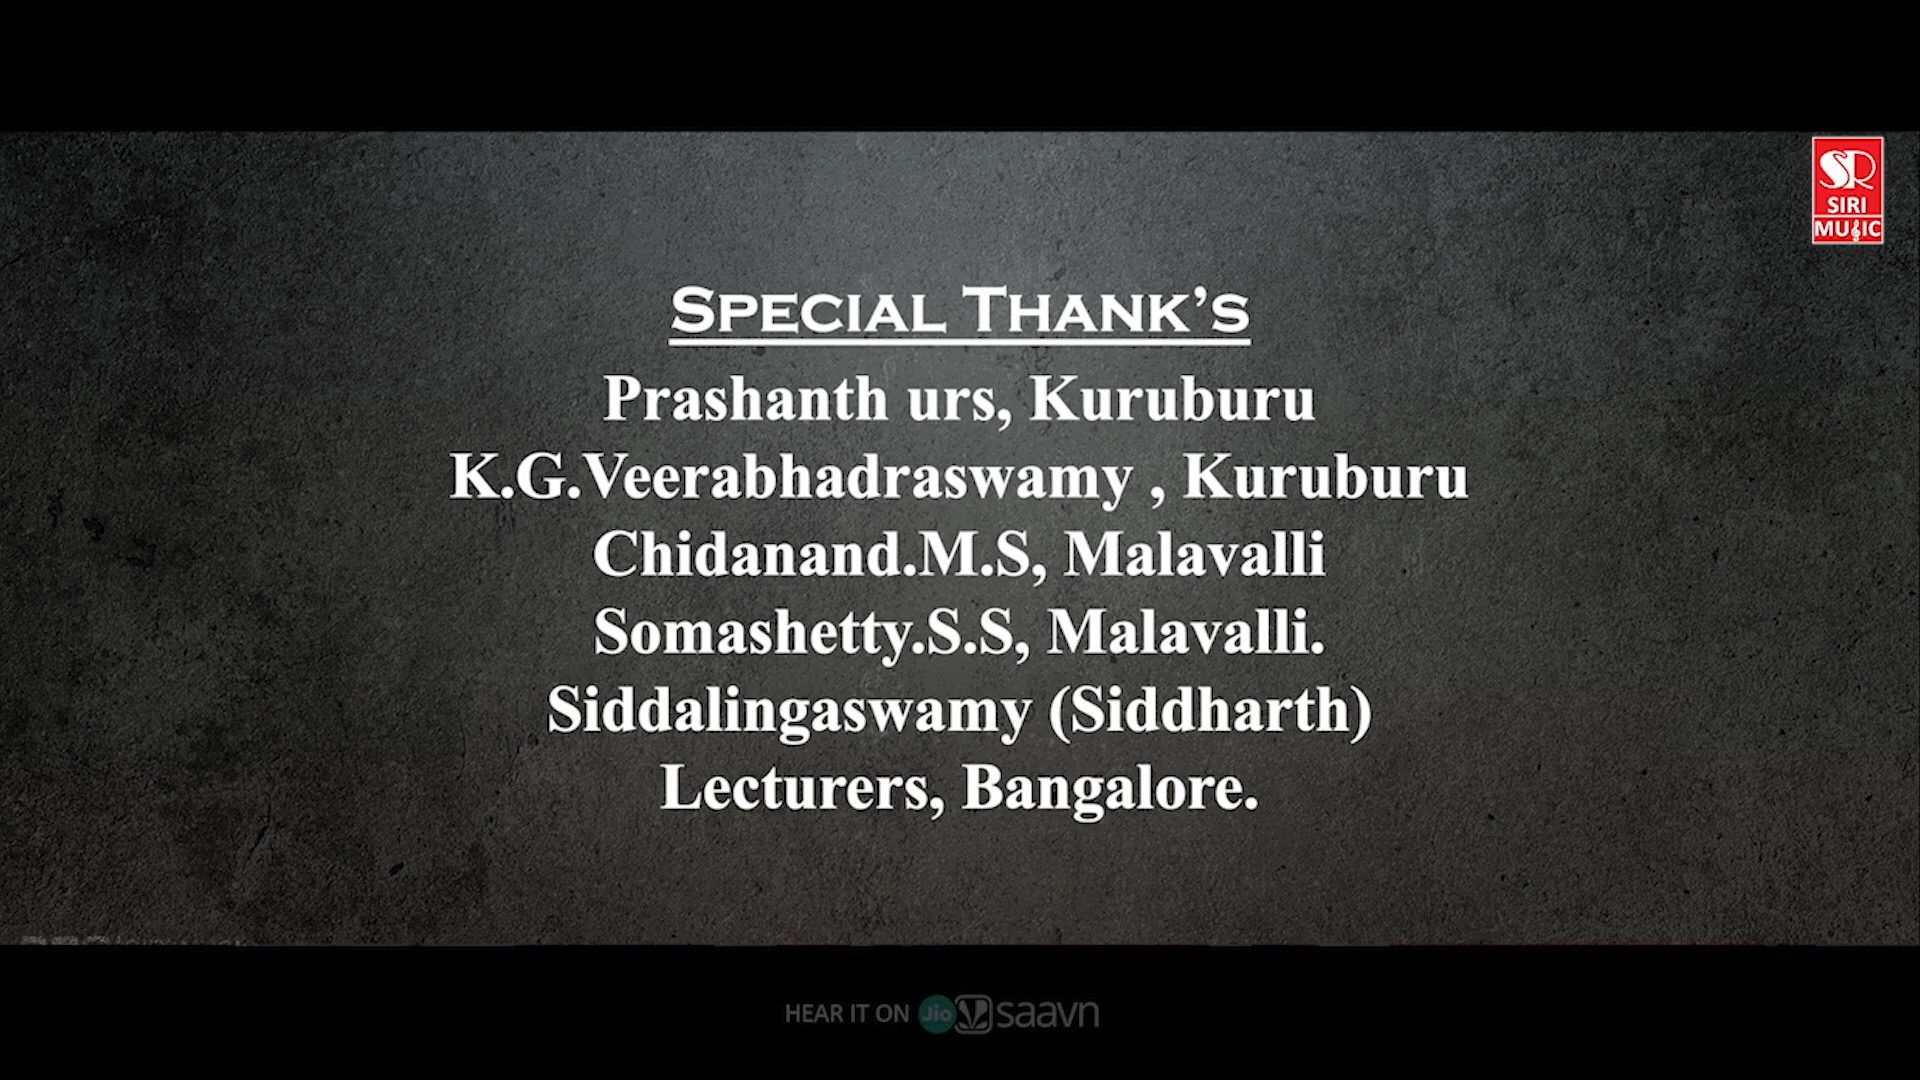 SR
SIRI
MUSIC
SPECIAL THANK'S
Prashanth urs, Kuruburu
K.G.Veerabhadraswamy , Kuruburu
Chidanand.M.S, Malavalli
Somashetty.S.S, Malavalli.
Siddalingaswamy (Siddharth)
Lecturers, Bangalore.
HEAR IT ON Jio saavn